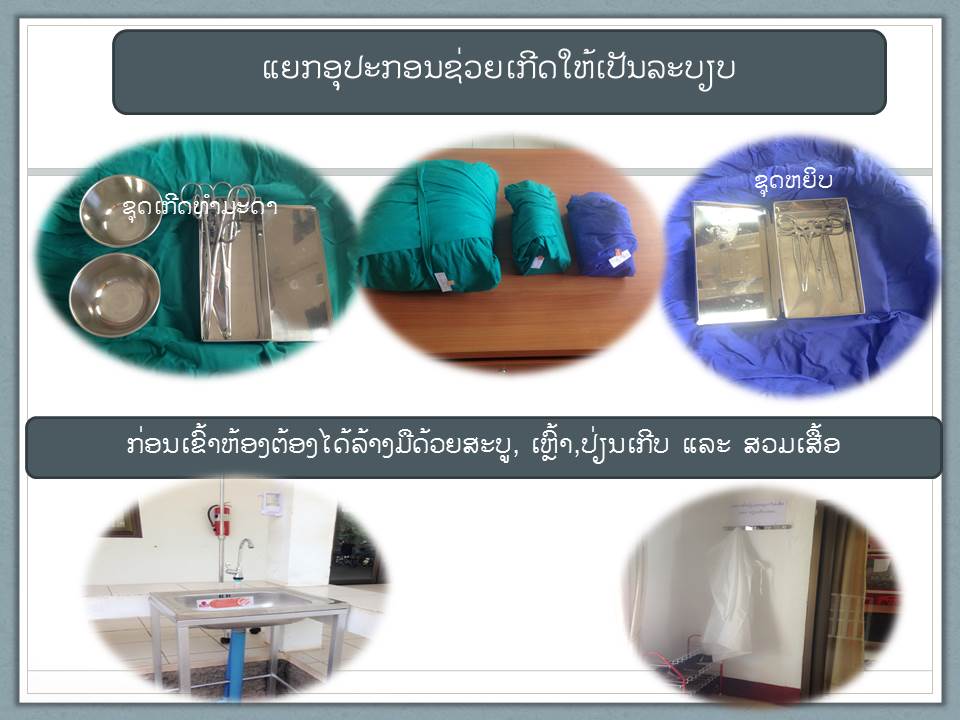 ແຍກອຸປະກອນຊ່ວຍເກີດໃຫ້ເປັນລະບຽບ
ຊຸດເກີດທຳມະດາ
ຊຸດຫຍິບ
ກ່ອນເຂົ້າຫ້ອງຕ້ອງໄດ້ລ້າງມືດ້ວຍສະບູ, ເຫຼົ້າ,ປ່ຽນເກີບ ແລະ ສວມເສື້ອ